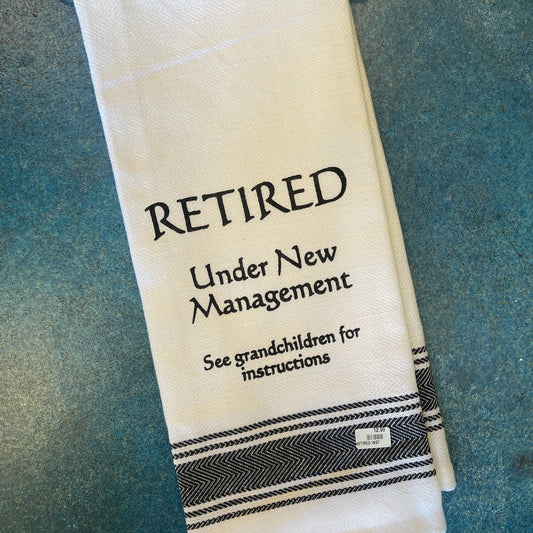 RETIRED
Under New
Management
See grandchildren for
instructions